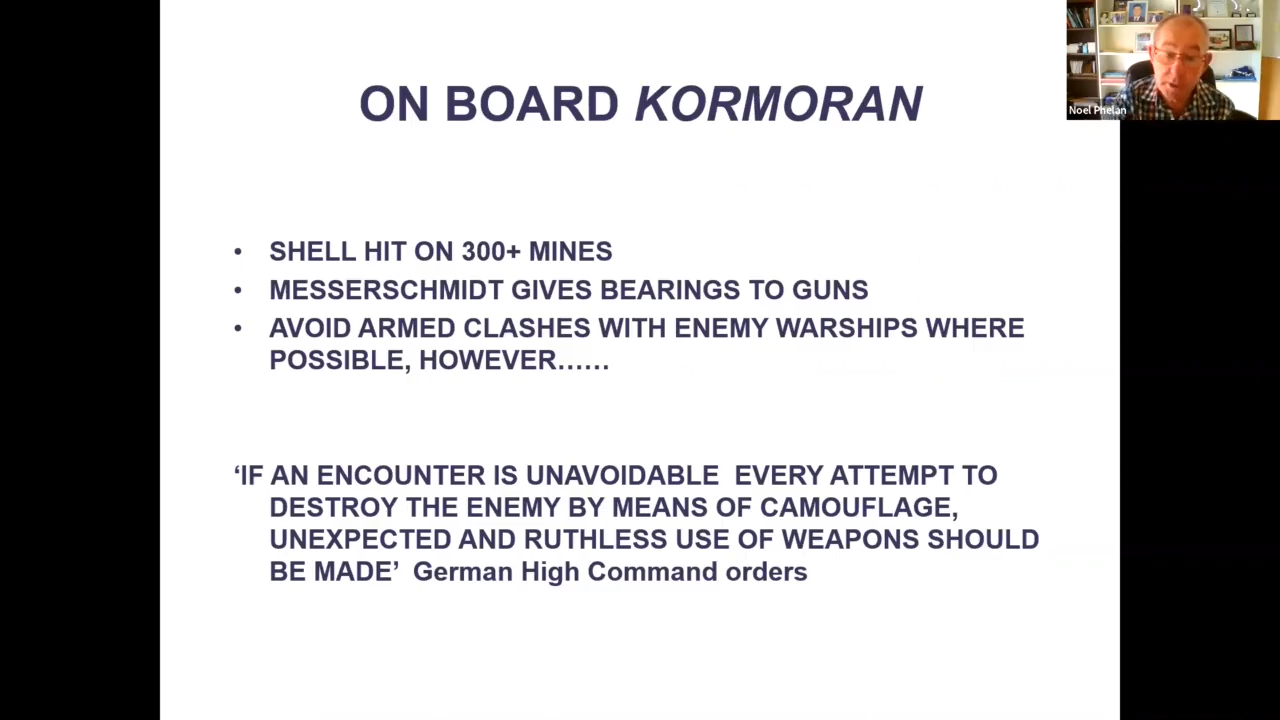 ON BOARD KORMORAN
Noel Phelan
• SHELL HIT ON 300+ MINES
• MESSERSCHMIDT GIVES BEARINGS TO GUNS
• AVOID ARMED CLASHES WITH ENEMY WARSHIPS WHERE
POSSIBLE, HOWEVER……
‘IF AN ENCOUNTER IS UNAVOIDABLE  EVERY ATTEMPT TO
DESTROY THE ENEMY BY MEANS OF CAMOUFLAGE,
UNEXPECTED AND RUTHLESS USE OF WEAPONS SHOULD
BE MADE’  German High Command orders